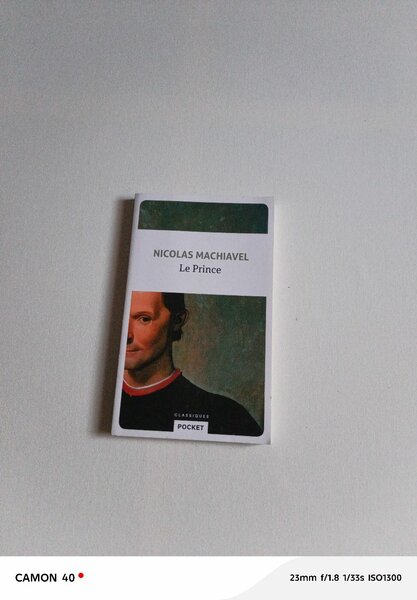 NICOLAS MACHIAVEL
Le Prince
CLASSIQUES
POCKET
CAMON 40
23mm f/1.8 1/33s ISO1300